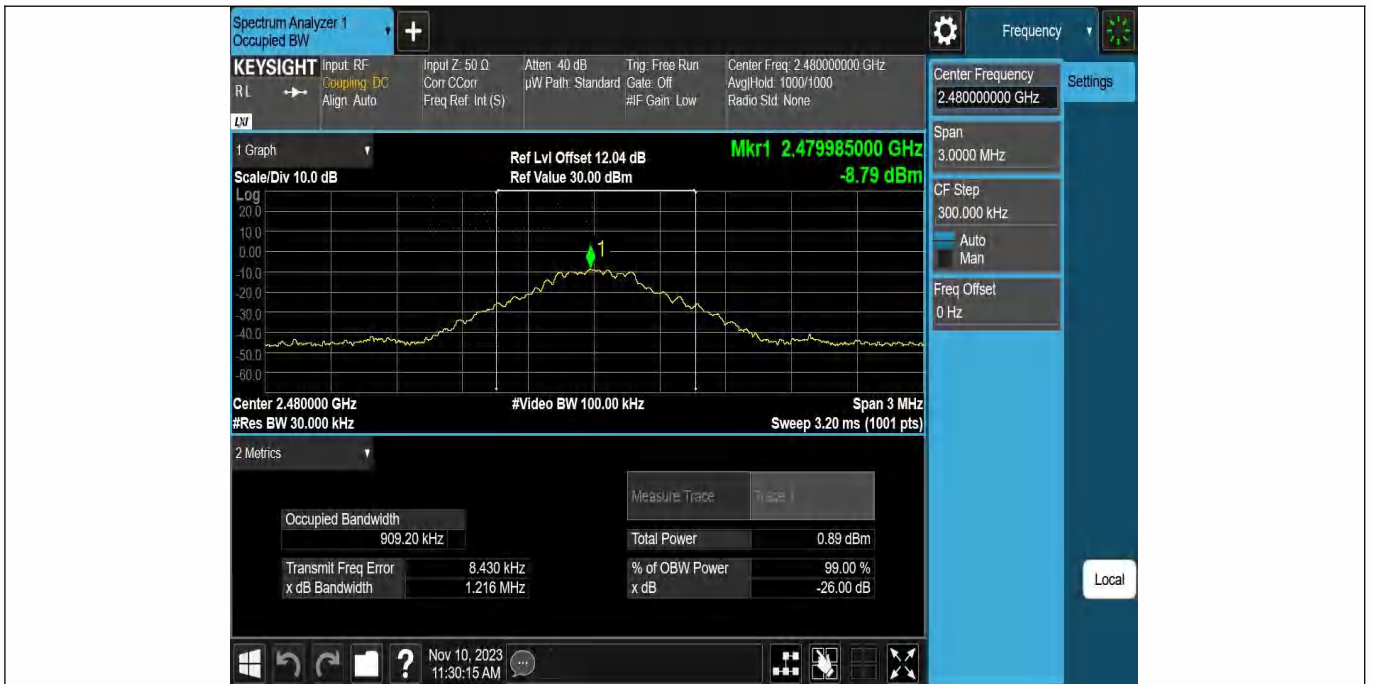 Spectrum Analyzer 1
Occupied BW
Frequency
KEYSIGHT
Input: RF
Coupling: DC
Align: Auto
Input Z: 50 Ω
Corr CCorr
Freq Ref: Int (S)
Atten: 40 dB
µW Path: Standard
Trig: Free Run
Gate: Off
#IF Gain: Low
Center Freq: 2.480000000 GHz
Avg|Hold: 1000/1000
Radio Std: None
RL
LXI
Center Frequency
2.480000000 GHz
Settings
Span
3.0000 MHz
CF Step
300.000 kHz
Auto
Man
Freq Offset
0 Hz
1 Graph
Scale/Div 10.0 dB
Ref Lvl Offset 12.04 dB
Ref Value 30.00 dBm
Mkr1 2.479985000 GHz
-8.79 dBm
Log
20.0
10.0
0.00
-10.0
-20.0
-30.0
-40.0
-50.0
-60.0
1
Center 2.480000 GHz
#Video BW 100.00 kHz
Span 3 MHz
#Res BW 30.000 kHz
Sweep 3.20 ms (1001 pts)
2 Metrics
Measure Trace
Trace 1
Occupied Bandwidth
909.20 kHz
Total Power
0.89 dBm
Transmit Freq Error
8.430 kHz
% of OBW Power
99.00 %
x dB Bandwidth
1.216 MHz
x dB
-26.00 dB
Local
?
Nov 10, 2023
11:30:15 AM